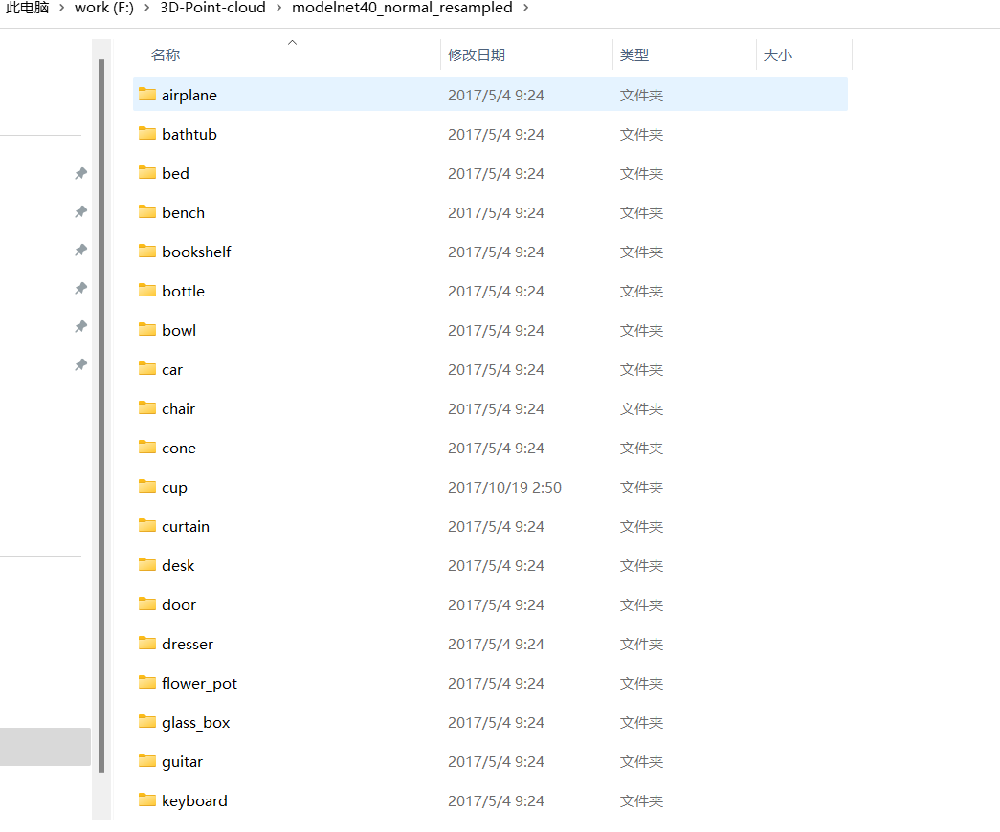 此电脑 > work (F:) > 3D-Point-cloud > modelnet40_normal_resampled >
名称 修改日期 类型 大小
airplane 2017/5/4 9:24 文件夹
bathtub 2017/5/4 9:24 文件夹
bed 2017/5/4 9:24 文件夹
bench 2017/5/4 9:24 文件夹
bookshelf 2017/5/4 9:24 文件夹
bottle 2017/5/4 9:24 文件夹
bowl 2017/5/4 9:24 文件夹
car 2017/5/4 9:24 文件夹
chair 2017/5/4 9:24 文件夹
cone 2017/5/4 9:24 文件夹
cup 2017/10/19 2:50 文件夹
curtain 2017/5/4 9:24 文件夹
desk 2017/5/4 9:24 文件夹
door 2017/5/4 9:24 文件夹
dresser 2017/5/4 9:24 文件夹
flower_pot 2017/5/4 9:24 文件夹
glass_box 2017/5/4 9:24 文件夹
guitar 2017/5/4 9:24 文件夹
keyboard 2017/5/4 9:24 文件夹